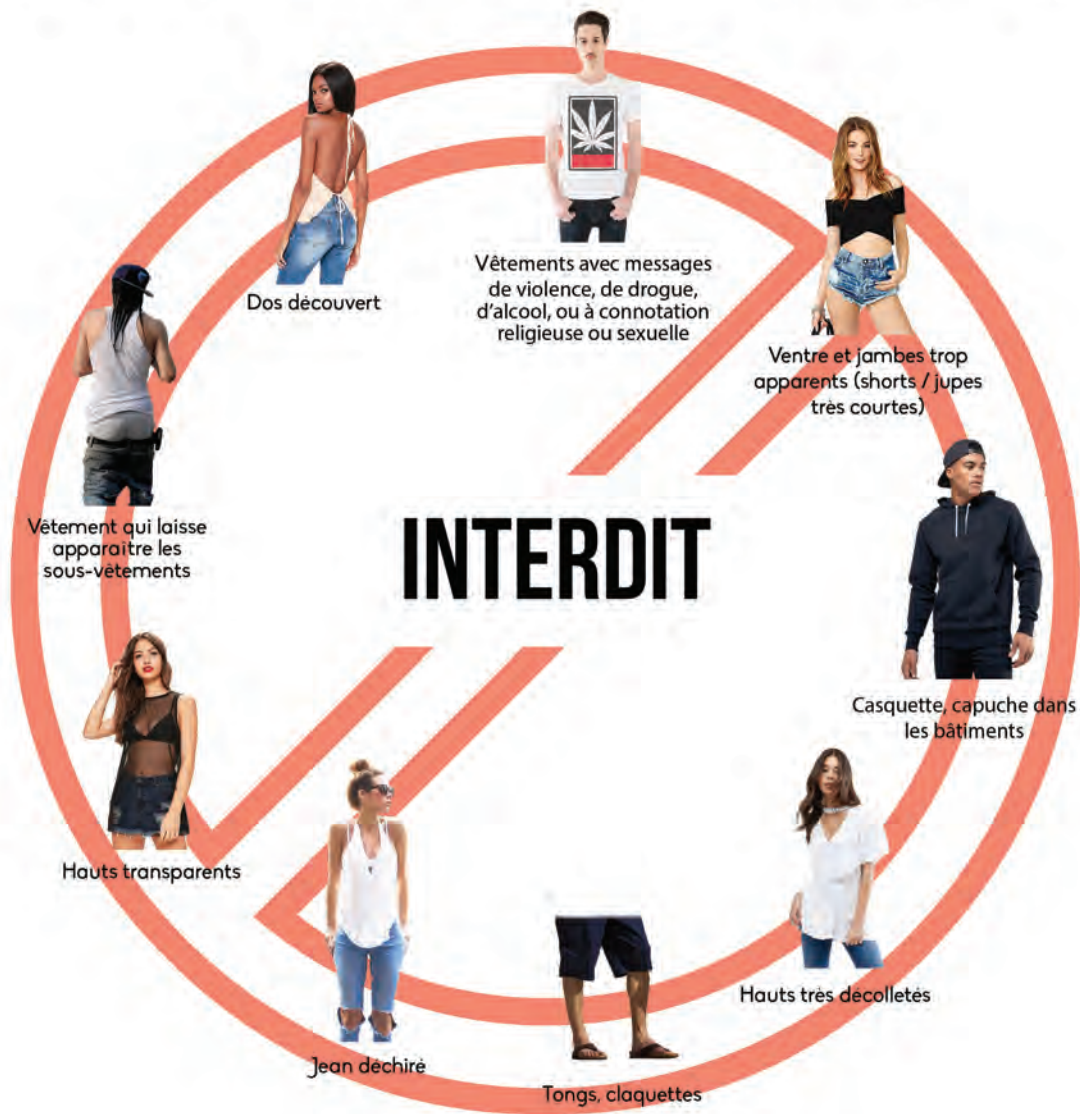 Dos découvert
Vêtements avec messages
de violence, de drogue,
d'alcool, ou à connotation
religieuse ou sexuelle
Ventre et jambes trop
apparents (shorts / jupes
très courtes)
Vêtement qui laisse
apparaître les
sous-vêtements
INTERDIT
Casquette, capuche dans
les bâtiments
Hauts transparents
Hauts très décolletés
Jean déchiré
Tongs, claquettes